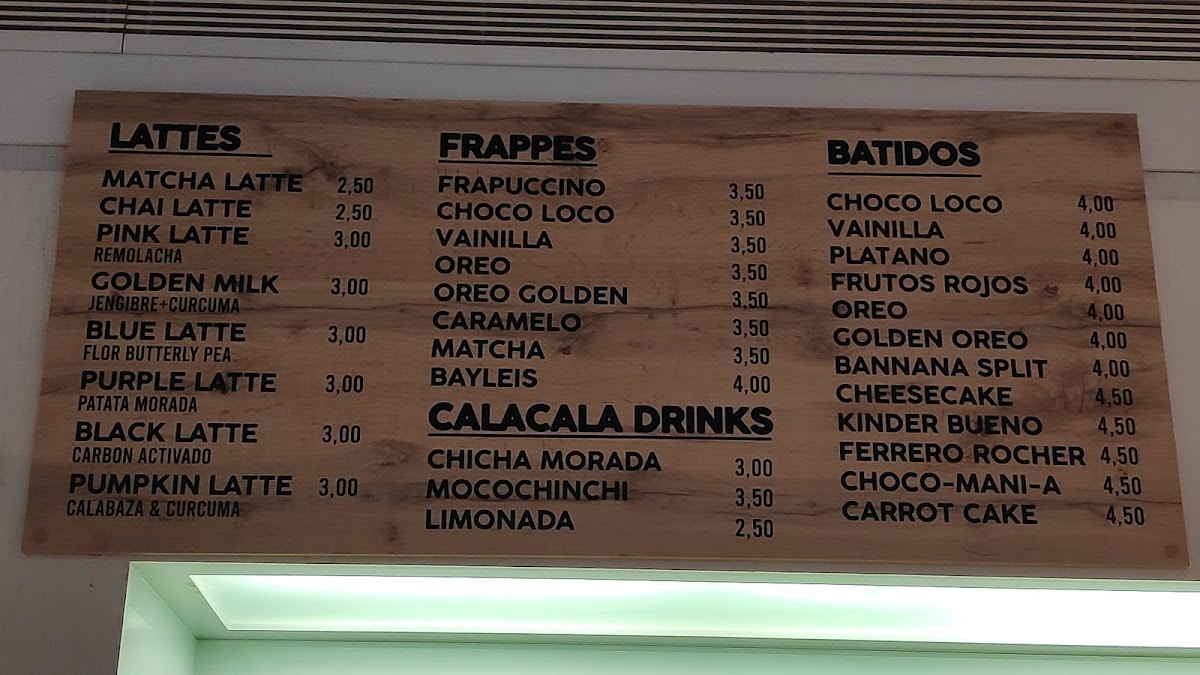 LATTES
MATCHA LATTE 2,50
CHAI LATTE 2,50
PINK LATTE 3,00
REMOLACHA
GOLDEN MILK 3,00
JENGIBRE+CURCUMA
BLUE LATTE 3,00
FLOR BUTTERLY PEA
PURPLE LATTE 3,00
PATATA MORADA
BLACK LATTE 3,00
CARBON ACTIVADO
PUMPKIN LATTE 3,00
CALABAZA & CURCUMA
FRAPPES
FRAPUCCINO 3,50
CHOCO LOCO 3,50
VAINILLA 3,50
OREO 3,50
OREO GOLDEN 3,50
CARAMELO 3,50
MATCHA 3,50
BAYLEIS 4,00
CALACALA DRINKS
CHICHA MORADA 3,00
MOCOCHINCHI 3,50
LIMONADA 2,50
BATIDOS
CHOCO LOCO 4,00
VAINILLA 4,00
PLATANO 4,00
FRUTOS ROJOS 4,00
OREO 4,00
GOLDEN OREO 4,00
BANNANA SPLIT 4,00
CHEESECAKE 4,50
KINDER BUENO 4,50
FERRERO ROCHER 4,50
CHOCO-MANI-A 4,50
CARROT CAKE 4,50